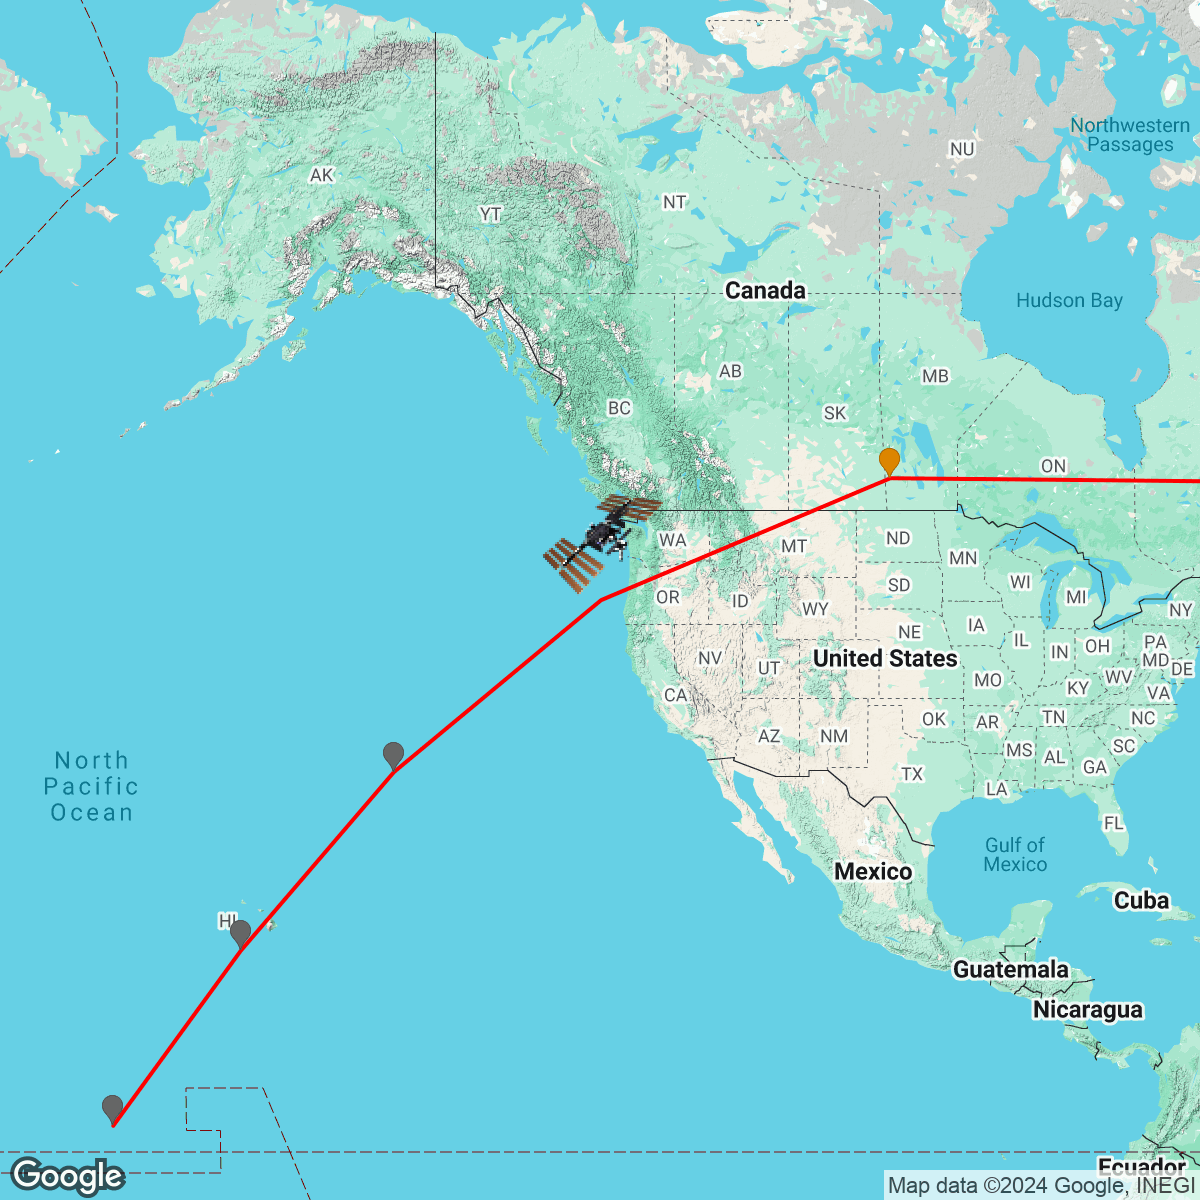 Northwestern
Passages
NU
AK
NT
YT
Canada
Hudson Bay
AB
MB
BC
SK
ON
WA
MT
ND
MN
OR
ID
WY
SD
WI
MI
NY
NE
IA
IL
IN
OH
PA
MD
DE
NV
UT
United States
MO
KY
WV
VA
CA
AZ
NM
OK
AR
TN
NC
MS
AL
SC
GA
TX
LA
FL
North
Pacific
Ocean
Gulf of
Mexico
Mexico
Cuba
HI
Guatemala
Nicaragua
Ecuador
Google
Map data ©2024 Google, INEGI